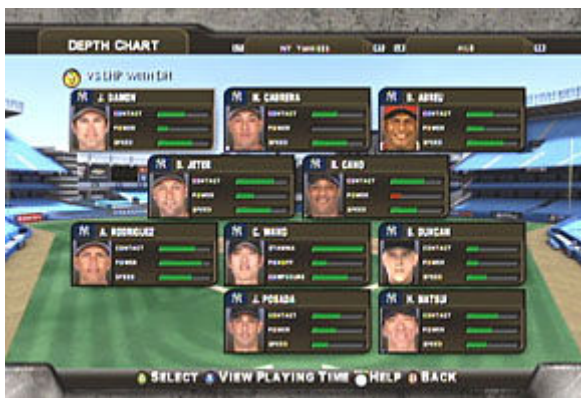 DEPTH CHART
NY YANKEES
MLB
VS LHP WITH DH
J. DAMON
CONTACT
POWER
SPEED
M. CABRERA
CONTACT
POWER
SPEED
B. ABREU
CONTACT
POWER
SPEED
D. JETER
CONTACT
POWER
SPEED
R. CANO
CONTACT
POWER
SPEED
A. RODRIGUEZ
CONTACT
POWER
SPEED
C. WANG
STAMINA
PICKOFF
COMPOSURE
S. DUNCAN
CONTACT
POWER
SPEED
J. POSADA
CONTACT
POWER
SPEED
H. MATSUI
CONTACT
POWER
SPEED
SELECT VIEW PLAYING TIME HELP BACK